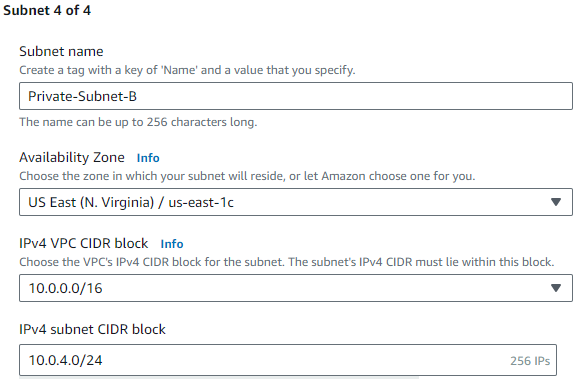 Subnet 4 of 4
Subnet name
Create a tag with a key of 'Name' and a value that you specify.
Private-Subnet-B
The name can be up to 256 characters long.
Availability Zone Info
Choose the zone in which your subnet will reside, or let Amazon choose one for you.
US East (N. Virginia) / us-east-1c
IPv4 VPC CIDR block Info
Choose the VPC's IPv4 CIDR block for the subnet. The subnet's IPv4 CIDR must lie within this block.
10.0.0.0/16
IPv4 subnet CIDR block
10.0.4.0/24 256 IPs